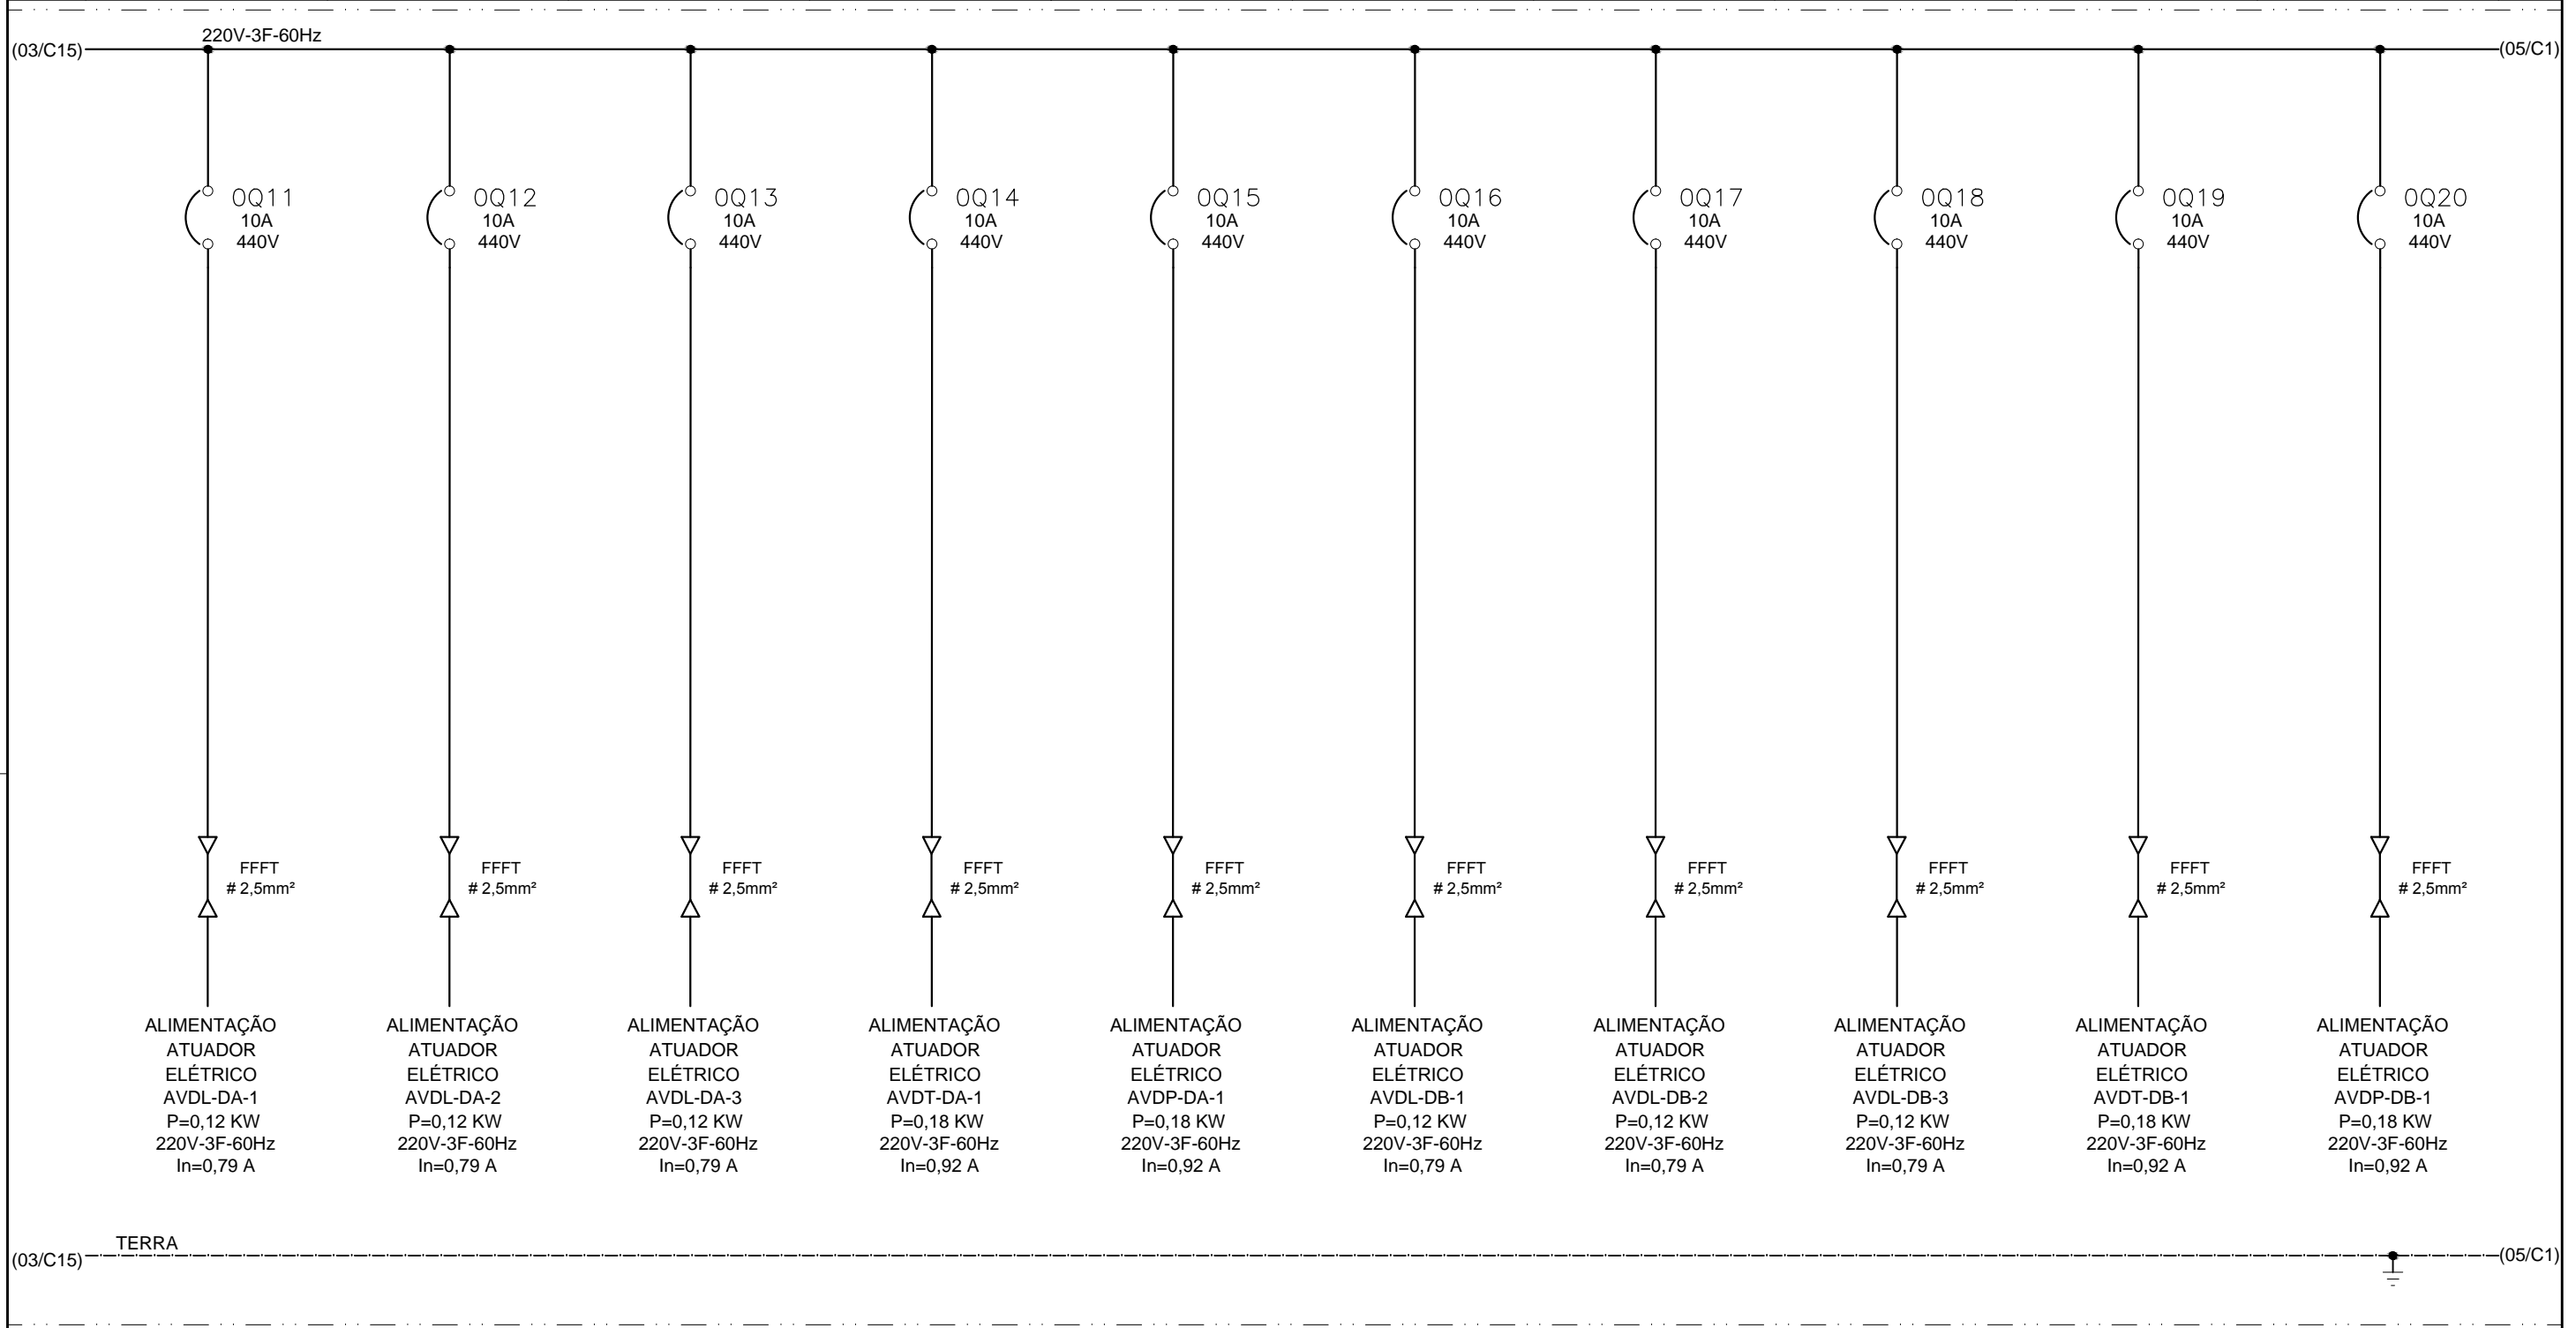 220V-3F-60Hz
(03/C15)
(05/C1)
0Q11
10A
440V
0Q12
10A
440V
0Q13
10A
440V
0Q14
10A
440V
0Q15
10A
440V
0Q16
10A
440V
0Q17
10A
440V
0Q18
10A
440V
0Q19
10A
440V
0Q20
10A
440V
FFFT
# 2,5mm²
FFFT
# 2,5mm²
FFFT
# 2,5mm²
FFFT
# 2,5mm²
FFFT
# 2,5mm²
FFFT
# 2,5mm²
FFFT
# 2,5mm²
FFFT
# 2,5mm²
FFFT
# 2,5mm²
FFFT
# 2,5mm²
ALIMENTAÇÃO
ATUADOR
ELÉTRICO
AVDL-DA-1
P=0,12 KW
220V-3F-60Hz
In=0,79 A
ALIMENTAÇÃO
ATUADOR
ELÉTRICO
AVDL-DA-2
P=0,12 KW
220V-3F-60Hz
In=0,79 A
ALIMENTAÇÃO
ATUADOR
ELÉTRICO
AVDL-DA-3
P=0,12 KW
220V-3F-60Hz
In=0,79 A
ALIMENTAÇÃO
ATUADOR
ELÉTRICO
AVDT-DA-1
P=0,18 KW
220V-3F-60Hz
In=0,92 A
ALIMENTAÇÃO
ATUADOR
ELÉTRICO
AVDP-DA-1
P=0,18 KW
220V-3F-60Hz
In=0,92 A
ALIMENTAÇÃO
ATUADOR
ELÉTRICO
AVDL-DB-1
P=0,12 KW
220V-3F-60Hz
In=0,79 A
ALIMENTAÇÃO
ATUADOR
ELÉTRICO
AVDL-DB-2
P=0,12 KW
220V-3F-60Hz
In=0,79 A
ALIMENTAÇÃO
ATUADOR
ELÉTRICO
AVDL-DB-3
P=0,12 KW
220V-3F-60Hz
In=0,79 A
ALIMENTAÇÃO
ATUADOR
ELÉTRICO
AVDT-DB-1
P=0,18 KW
220V-3F-60Hz
In=0,92 A
ALIMENTAÇÃO
ATUADOR
ELÉTRICO
AVDP-DB-1
P=0,18 KW
220V-3F-60Hz
In=0,92 A
TERRA
(03/C15)
(05/C1)